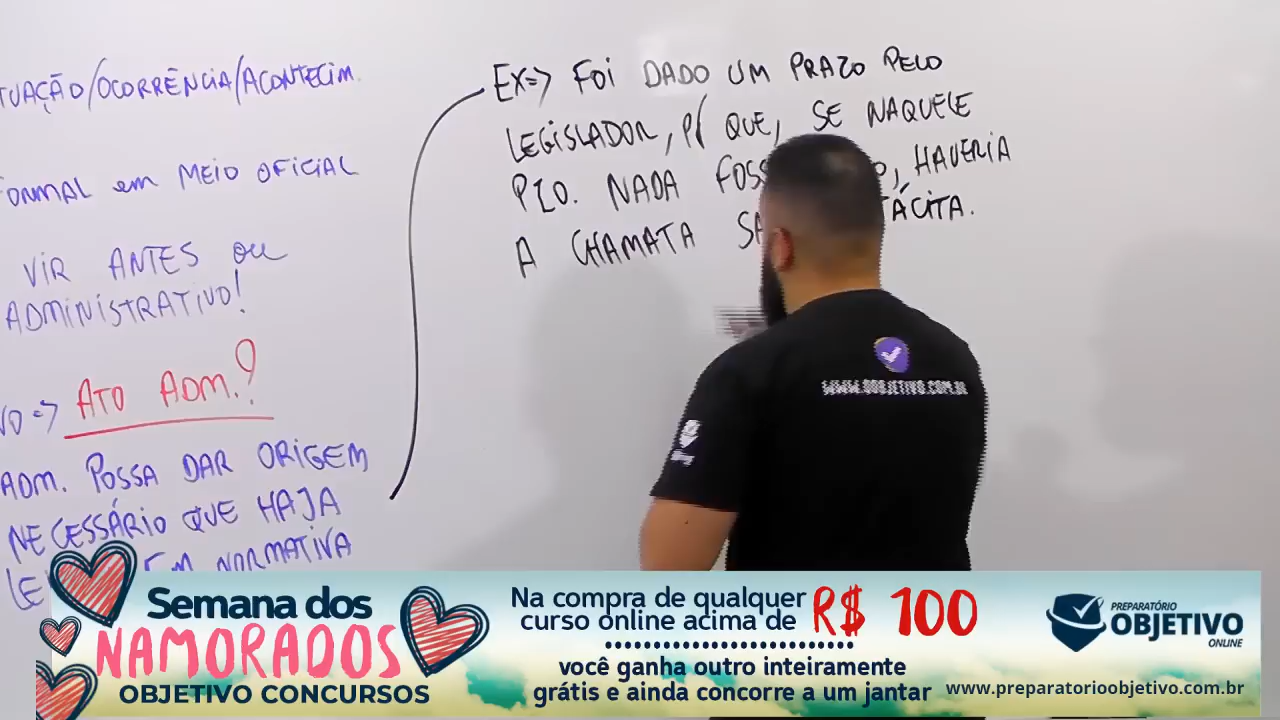 TUAÇÃO/OCORRÊNCIA/ACONTECIM.
FORMAL em MEIO OFICIAL
VIR ANTES ou
ADMINISTRATIVO!
VO => ATO ADM.?
ADM. POSSA DAR ORIGEM
NECESSÁRIO QUE HAJA
NORMATIVA
EX=> FOI DADO UM PRAZO PELO
LEGISLADOR, P/ QUE, SE NAQUELE
PZO. NADA FOSS O, HAVERIA
A CHAMATA SA TÁCITA.
WWW.OOBJETIVO.COM.BR
Semana dos
NAMORADOS
OBJETIVO CONCURSOS
Na compra de qualquer
curso online acima de R$ 100
você ganha outro inteiramente
grátis e ainda concorre a um jantar
PREPARATÓRIO
OBJETIVO
ONLINE
www.preparatorioobjetivo.com.br